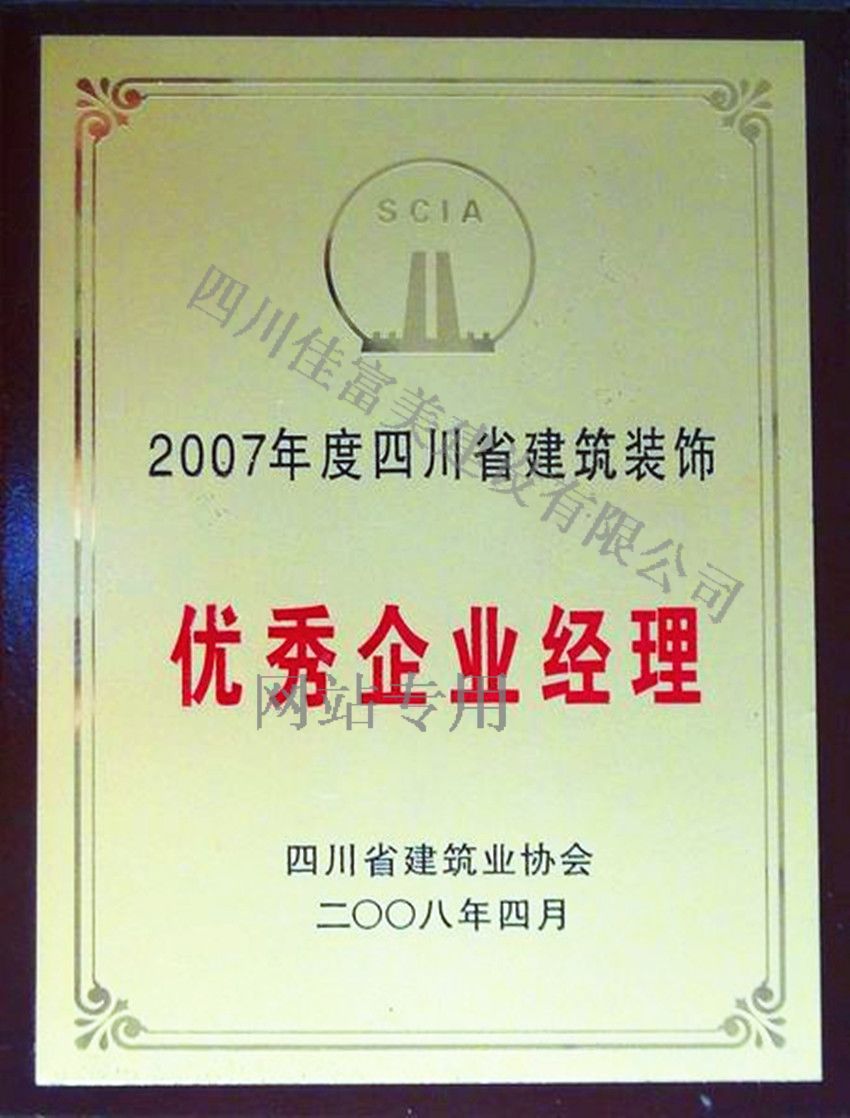 SCIA
四川佳富美建设有限公司
2007年度四川省建筑装饰
优秀企业经理
网站专用
四川省建筑业协会
二〇〇八年四月